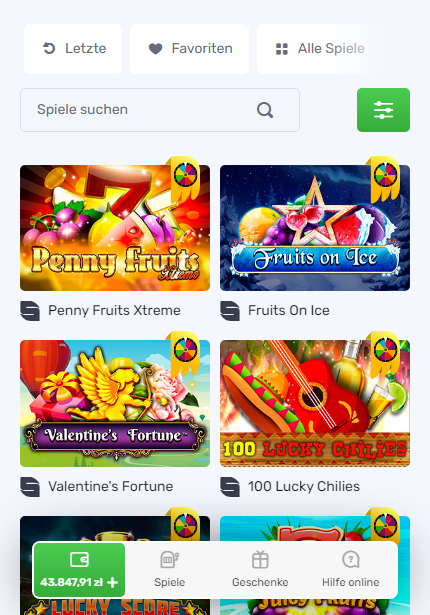 Letzte
Favoriten
Alle Spiele
Spiele suchen
7
Penny Fruits
Xtreme
Fruits on Ice
Penny Fruits Xtreme
Fruits On Ice
Valentine's Fortune
100 LUCKY CHILIES
Valentine's Fortune
100 Lucky Chilies
43.847,91 zł +
Spiele
Geschenke
Hilfe online
LUCKY SCORE
Juicy Fruits